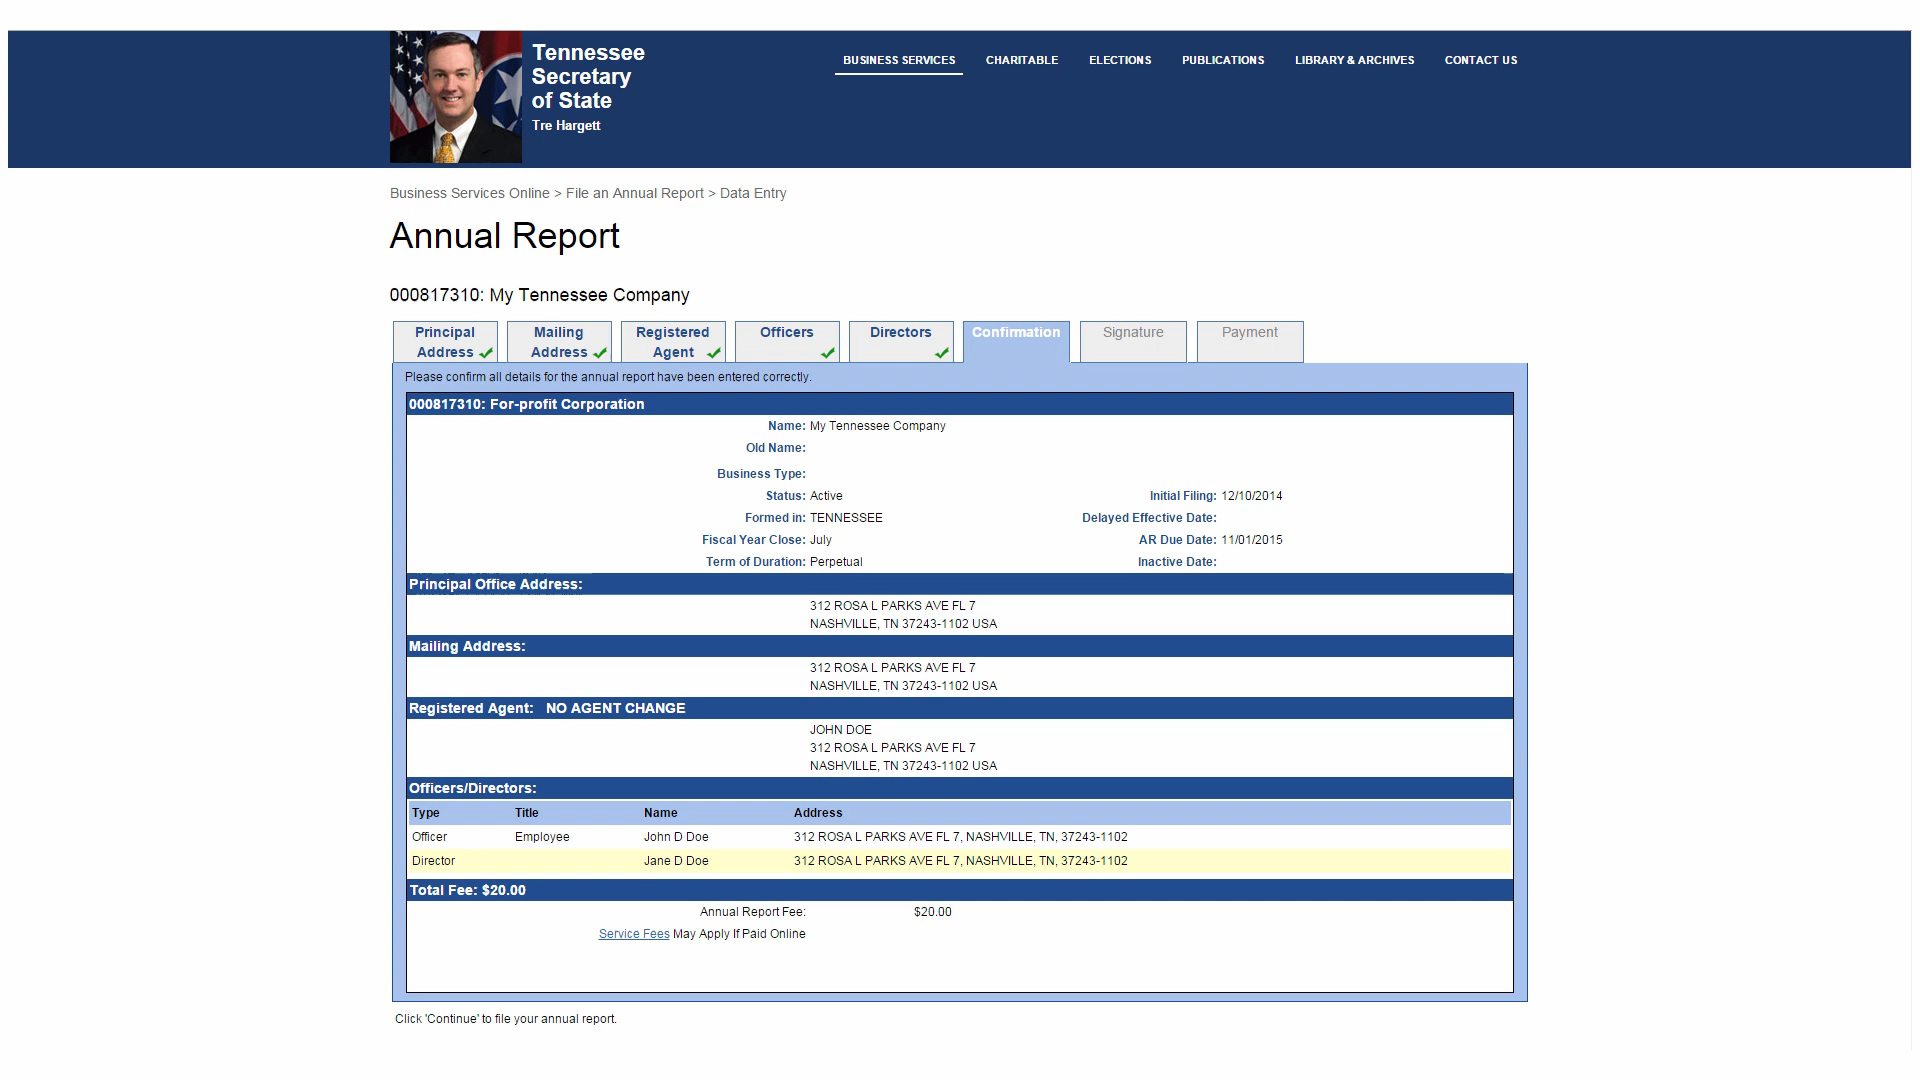 Tennessee
Secretary
of State
Tre Hargett
BUSINESS SERVICES CHARITABLE ELECTIONS PUBLICATIONS LIBRARY & ARCHIVES CONTACT US
Business Services Online > File an Annual Report > Data Entry
Annual Report
000817310: My Tennessee Company
Principal Address
Mailing Address
Registered Agent
Officers
Directors
Confirmation
Signature
Payment
Please confirm all details for the annual report have been entered correctly.
000817310: For-profit Corporation
Name: My Tennessee Company
Old Name:
Business Type:
Status: Active Initial Filing: 12/10/2014
Formed in: TENNESSEE Delayed Effective Date:
Fiscal Year Close: July AR Due Date: 11/01/2015
Term of Duration: Perpetual Inactive Date:
Principal Office Address:
312 ROSA L PARKS AVE FL 7
NASHVILLE, TN 37243-1102 USA
Mailing Address:
312 ROSA L PARKS AVE FL 7
NASHVILLE, TN 37243-1102 USA
Registered Agent: NO AGENT CHANGE
JOHN DOE
312 ROSA L PARKS AVE FL 7
NASHVILLE, TN 37243-1102 USA
Officers/Directors:
Type Title Name Address
Officer Employee John D Doe 312 ROSA L PARKS AVE FL 7, NASHVILLE, TN, 37243-1102
Director Jane D Doe 312 ROSA L PARKS AVE FL 7, NASHVILLE, TN, 37243-1102
Total Fee: $20.00
Annual Report Fee: $20.00
Service Fees May Apply If Paid Online
Click 'Continue' to file your annual report.